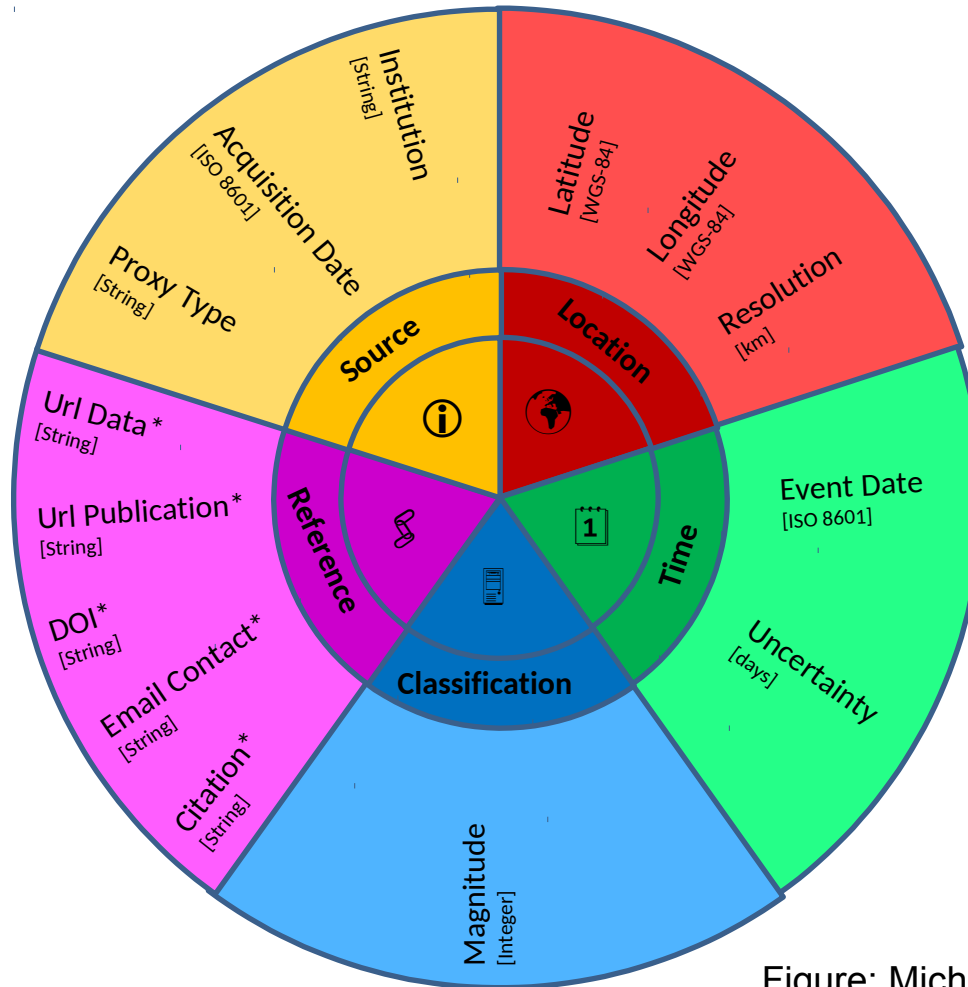 Institution
[String]
Acquisition Date
[ISO 8601]
Proxy Type
[String]
Source
Latitude
[WGS-84]
Longitude
[WGS-84]
Resolution
[km]
Location
Event Date
[ISO 8601]
Uncertainty
[days]
Time
1
Magnitude
[Integer]
Classification
Url Data*
[String]
Url Publication*
[String]
DOI*
[String]
Email Contact*
[String]
Citation*
[String]
Reference
Figure: Mich